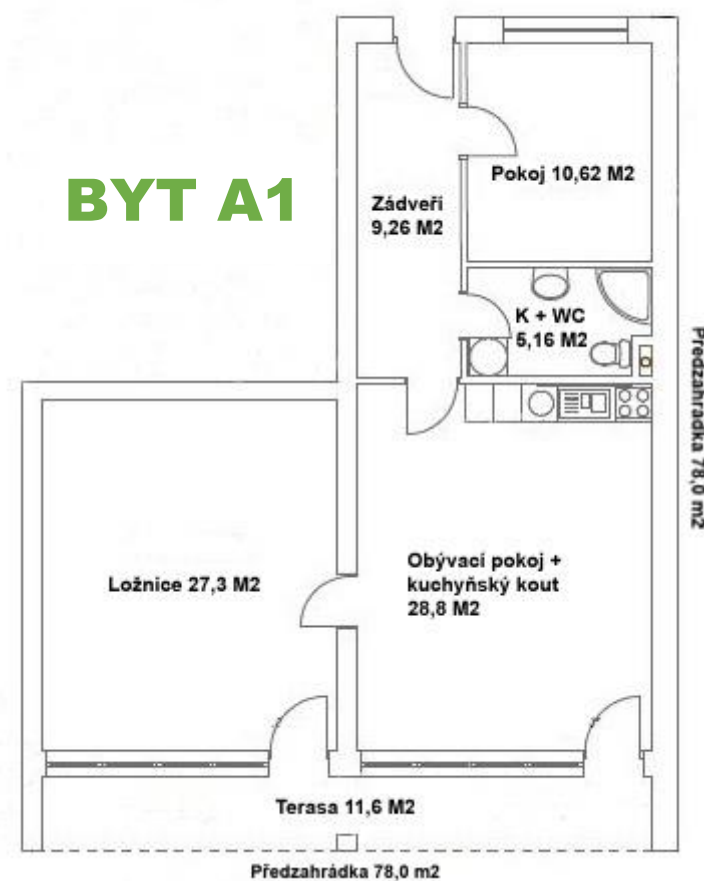 BYT A1
Pokoj 10,62 M2
Zádveří
9,26 M2
K + WC
5,16 M2
Předzahrádka 78,0 m2
Obývací pokoj +
kuchyňský kout
28,8 M2
Ložnice 27,3 M2
Terasa 11,6 M2
Předzahrádka 78,0 m2